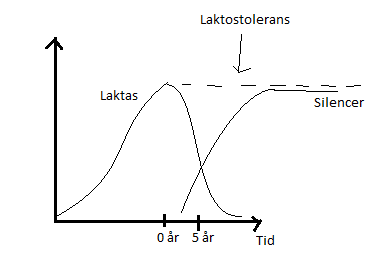 Laktostolerans
Laktas
Silencer
0 år
5 år
Tid